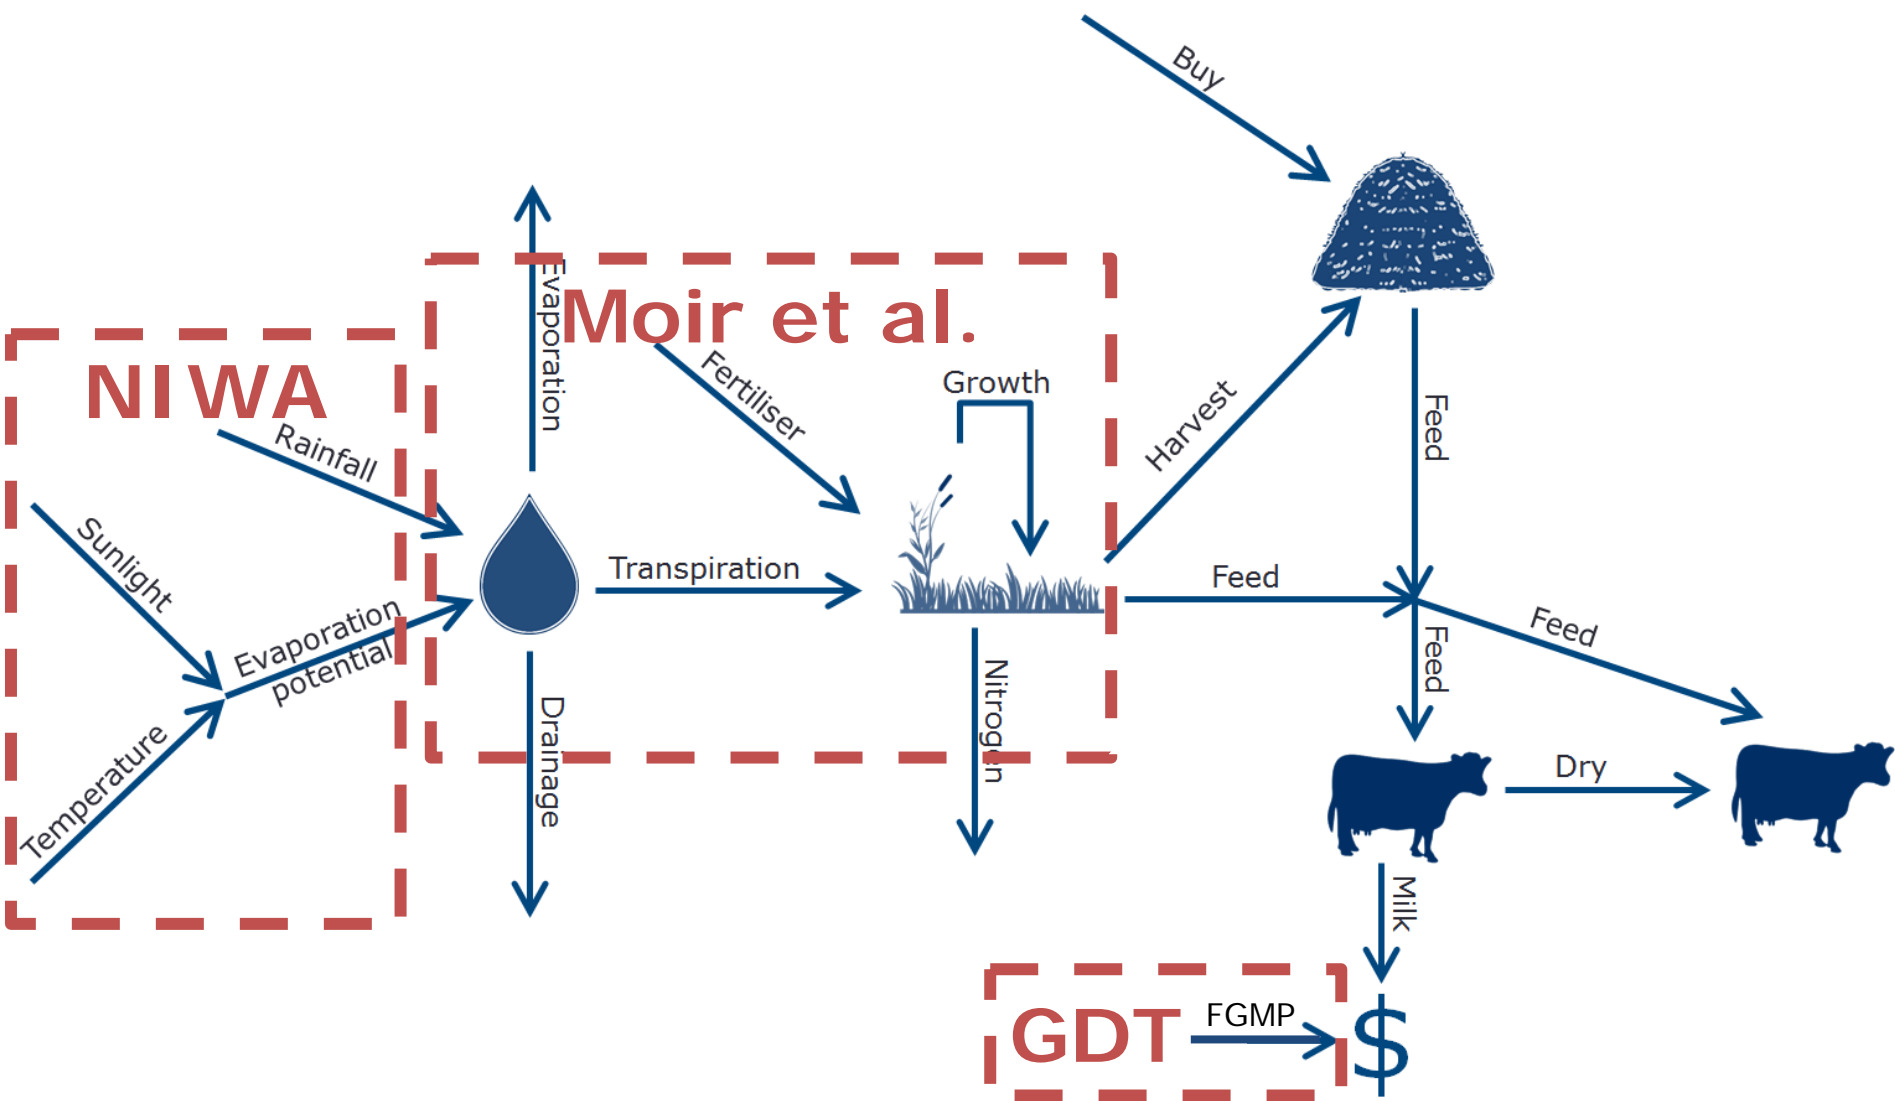 Buy
Evaporation
Moir et al.
NIWA
Fertiliser
Growth
Rainfall
Harvest
Feed
Sunlight
Transpiration
Feed
Evaporation
potential
Feed
Feed
Nitrogen
Drainage
Temperature
Dry
Milk
GDT
FGMP
$